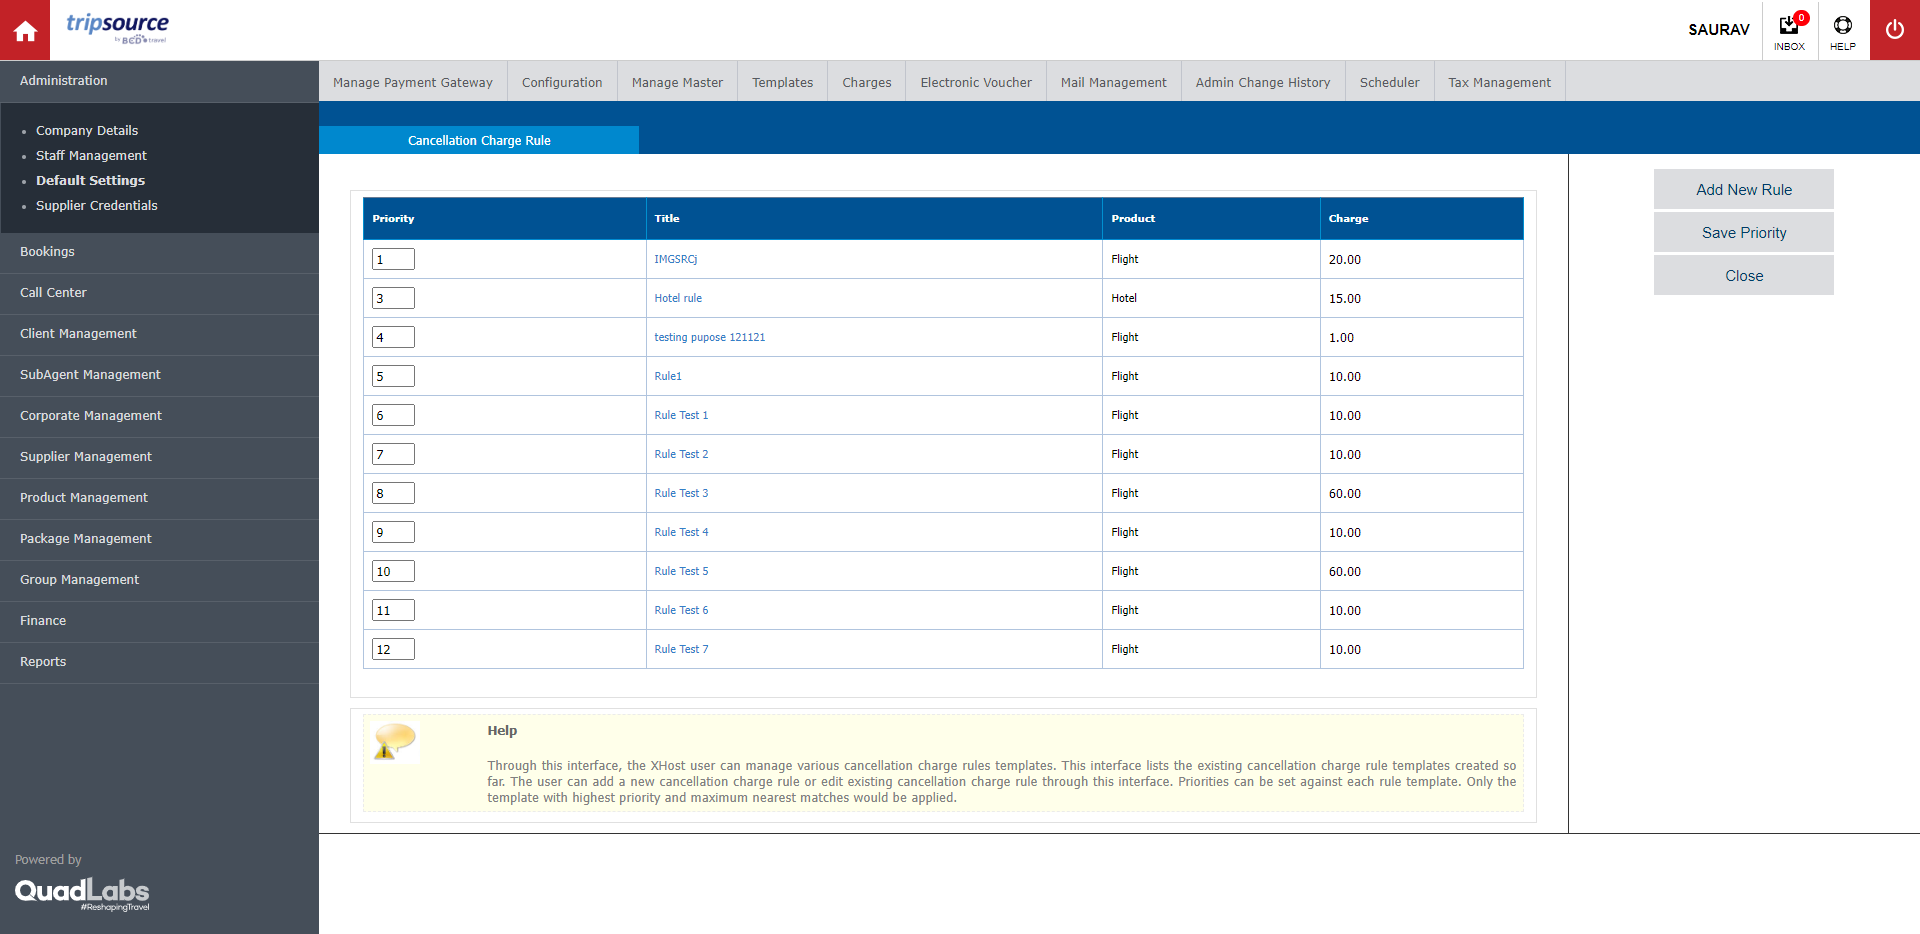 tripsource
by BCD travel
SAURAV
0
INBOX
HELP
Administration
Company Details
Staff Management
Default Settings
Supplier Credentials
Bookings
Call Center
Client Management
SubAgent Management
Corporate Management
Supplier Management
Product Management
Package Management
Group Management
Finance
Reports
Powered by
QuadLabs
#ReshapingTravel
Manage Payment Gateway Configuration Manage Master Templates Charges Electronic Voucher Mail Management Admin Change History Scheduler Tax Management
Cancellation Charge Rule
Priority Title Product Charge
1 IMGSRCj Flight 20.00
3 Hotel rule Hotel 15.00
4 testing pupose 121121 Flight 1.00
5 Rule1 Flight 10.00
6 Rule Test 1 Flight 10.00
7 Rule Test 2 Flight 10.00
8 Rule Test 3 Flight 60.00
9 Rule Test 4 Flight 10.00
10 Rule Test 5 Flight 60.00
11 Rule Test 6 Flight 10.00
12 Rule Test 7 Flight 10.00
Help
Through this interface, the XHost user can manage various cancellation charge rules templates. This interface lists the existing cancellation charge rule templates created so
far. The user can add a new cancellation charge rule or edit existing cancellation charge rule through this interface. Priorities can be set against each rule template. Only the
template with highest priority and maximum nearest matches would be applied.
Add New Rule
Save Priority
Close